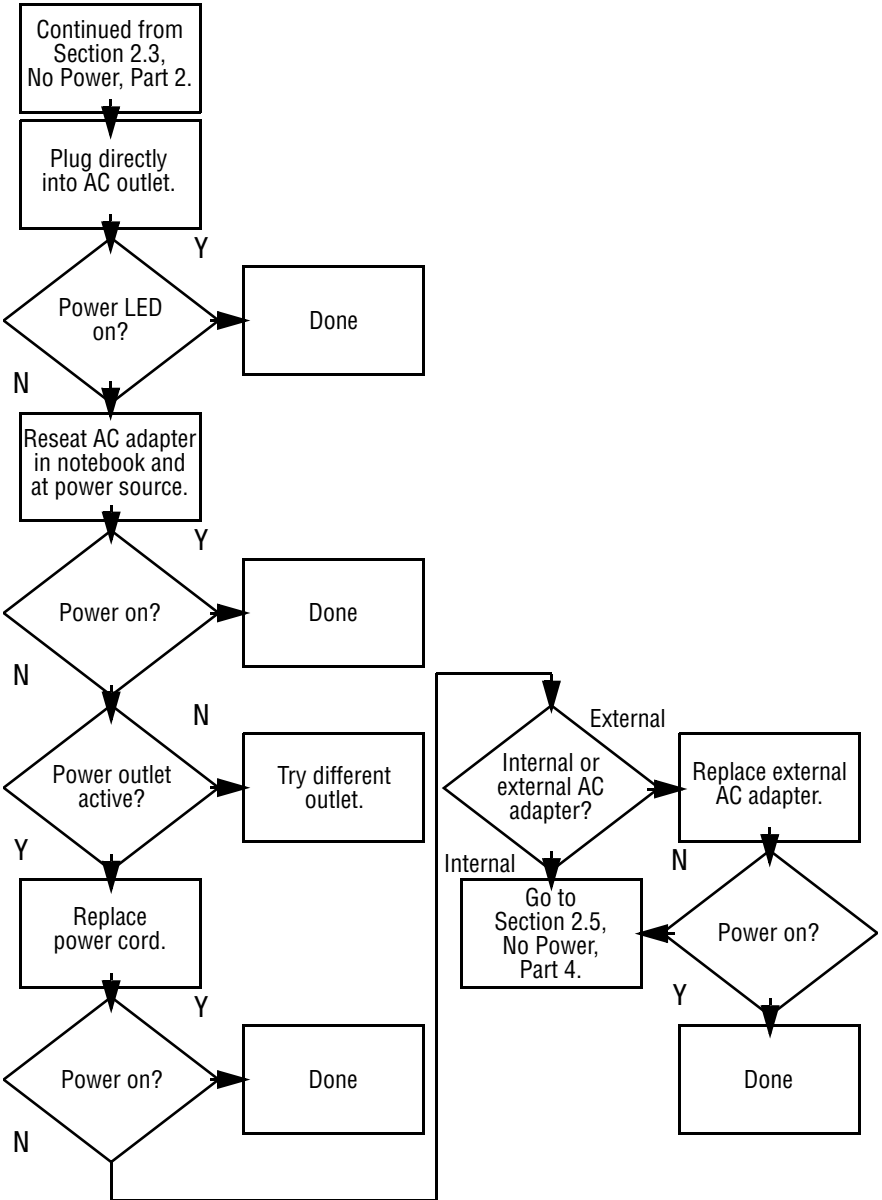 Continued from
Section 2.3,
No Power, Part 2.
Plug directly
into AC outlet.
Y
Power LED
on?
Done
N
Reseat AC adapter
in notebook and
at power source.
Y
Power on?
Done
N
N
Power outlet
active?
Try different
outlet.
Y
Replace
power cord.
Y
Power on?
Done
N
External
Internal or
external AC
adapter?
Replace external
AC adapter.
Internal
N
Go to
Section 2.5,
No Power,
Part 4.
Power on?
Y
Done